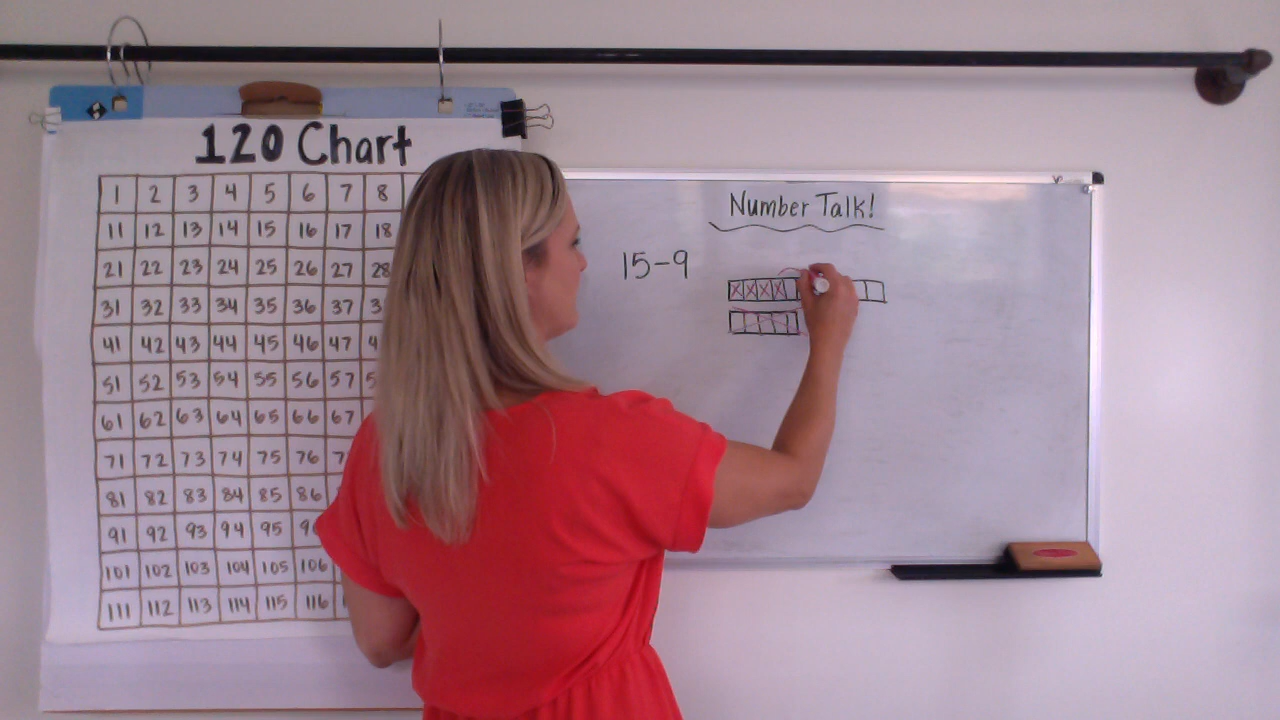 120 Chart
1 2 3 4 5 6 7 8
11 12 13 14 15 16 17 18
21 22 23 24 25 26 27 28
31 32 33 34 35 36 37
41 42 43 44 45 46 47
51 52 53 54 55 56 57
61 62 63 64 65 66 67
71 72 73 74 75 76
81 82 83 84 85 86
91 92 93 94 95
101 102 103 104 105 106
111 112 113 114 115 116
Number Talk!
15-9